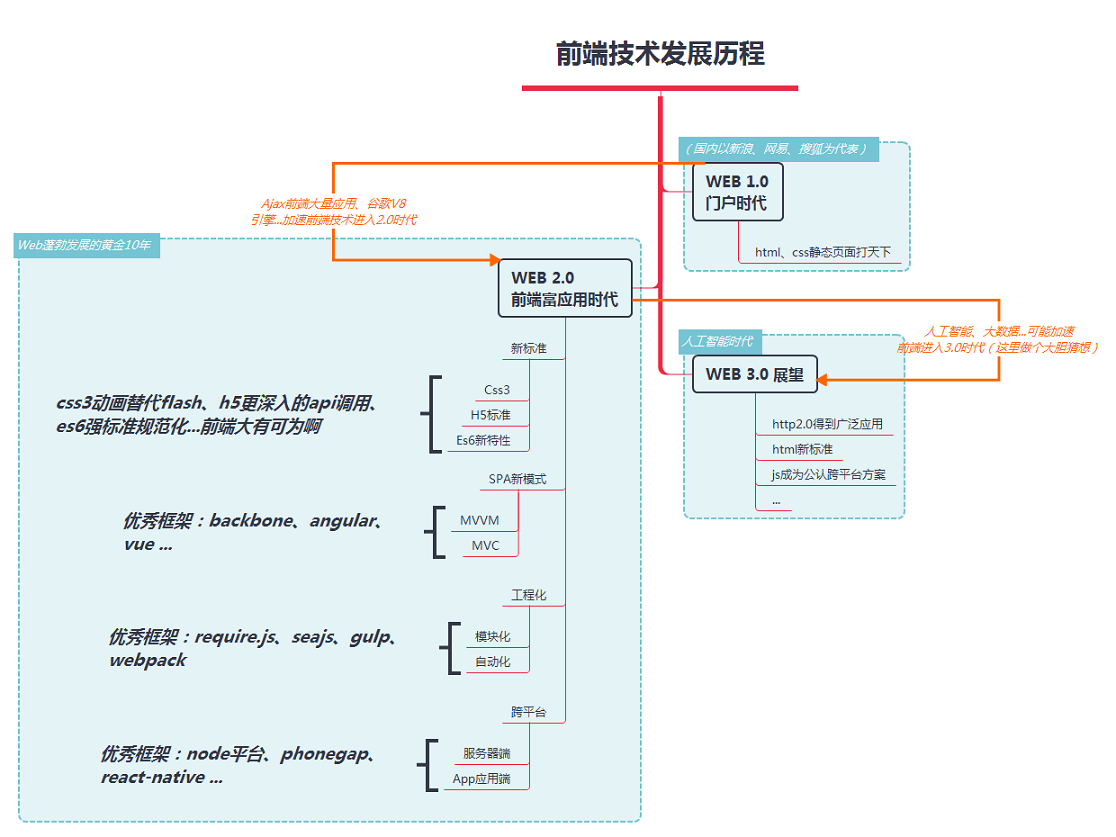 前端技术发展历程
（国内以新浪、网易、搜狐为代表）
WEB 1.0
门户时代
html、css静态页面打天下
Ajax前端大量应用、谷歌V8
引擎...加速前端技术进入2.0时代
Web蓬勃发展的黄金10年
WEB 2.0
前端富应用时代
新标准
Css3
H5标准
Es6新特性
css3动画替代flash、h5更深入的api调用、
es6强标准规范化...前端大有可为啊
SPA新模式
MVVM
MVC
优秀框架：backbone、angular、
vue ...
工程化
模块化
自动化
优秀框架：require.js、seajs、gulp、
webpack
跨平台
服务器端
App应用端
优秀框架：node平台、phonegap、
react-native ...
人工智能、大数据...可能加速
前端进入3.0时代（这里做个大胆猜想）
人工智能时代
WEB 3.0 展望
http2.0得到广泛应用
html新标准
js成为公认跨平台方案
...